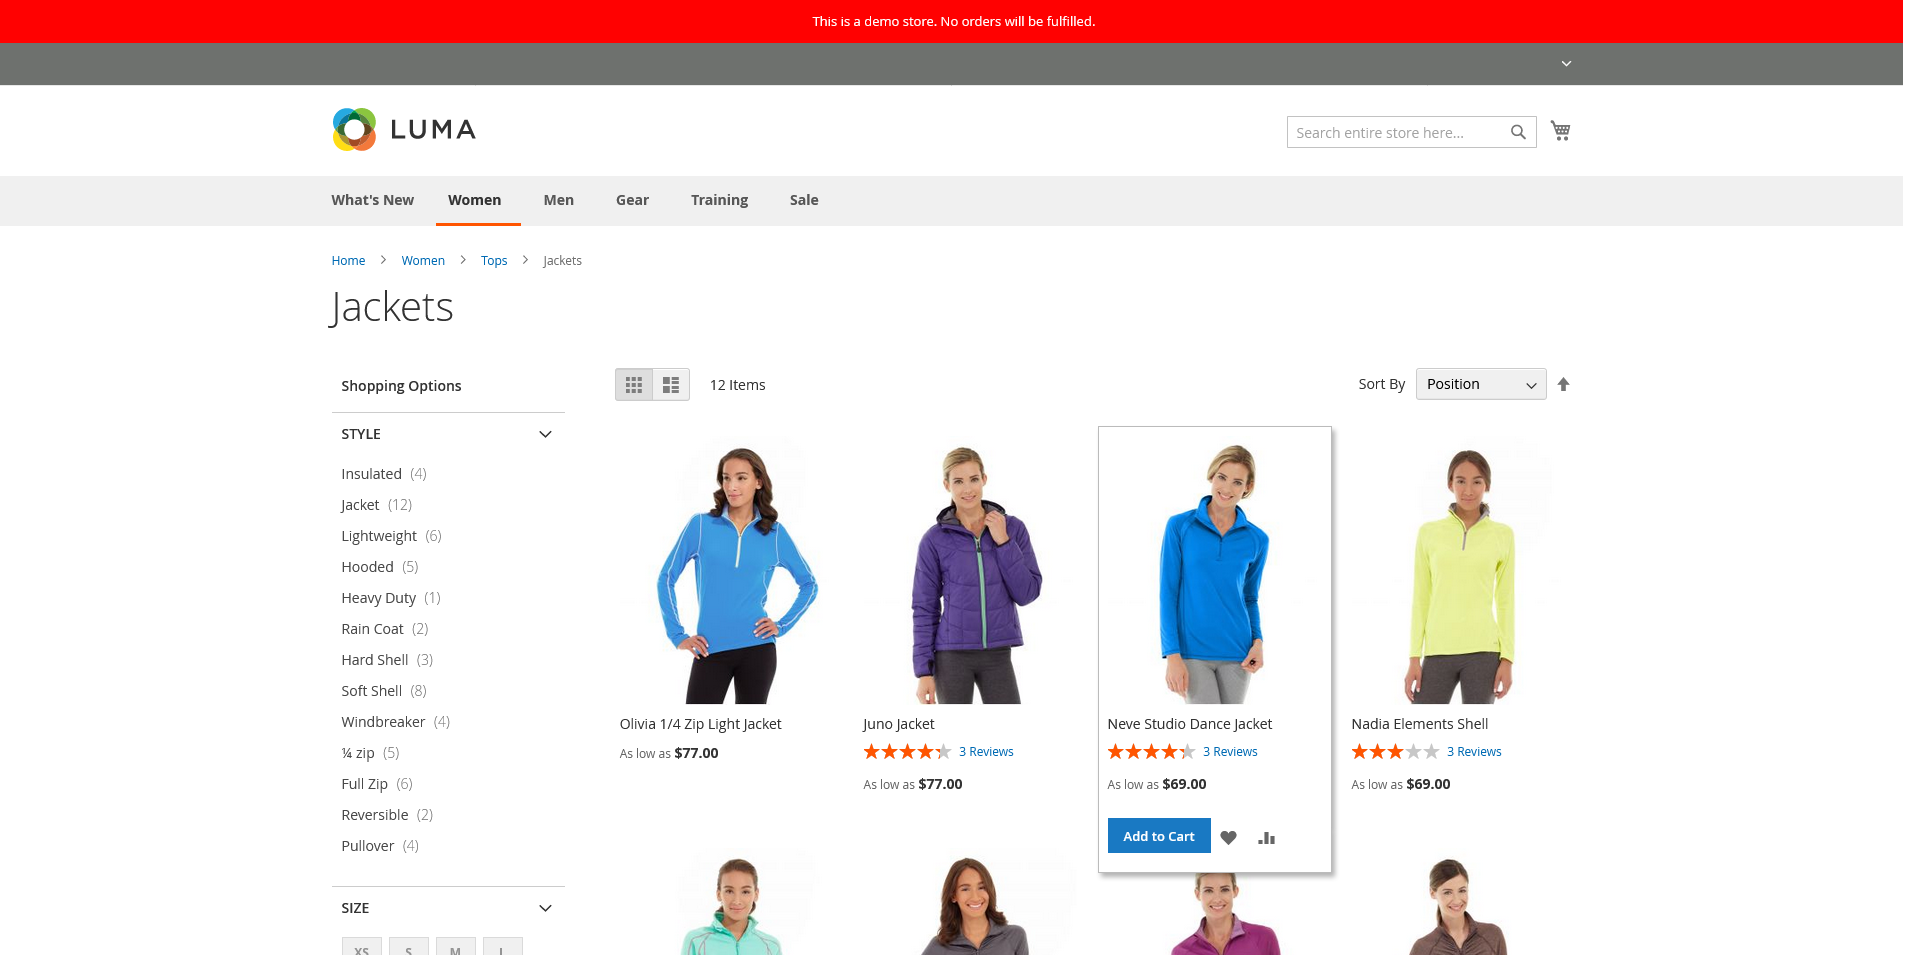 This is a demo store. No orders will be fulfilled.
LUMA
Search entire store here...
What's New Women Men Gear Training Sale
Home Women Tops Jackets
Jackets
Shopping Options
12 Items
Sort By Position
STYLE
Insulated (4)
Jacket (12)
Lightweight (6)
Hooded (5)
Heavy Duty (1)
Rain Coat (2)
Hard Shell (3)
Soft Shell (8)
Windbreaker (4)
¼ zip (5)
Full Zip (6)
Reversible (2)
Pullover (4)
SIZE
XS S M L
Olivia 1/4 Zip Light Jacket
As low as $77.00
Juno Jacket
3 Reviews
As low as $77.00
Neve Studio Dance Jacket
3 Reviews
As low as $69.00
Add to Cart
Nadia Elements Shell
3 Reviews
As low as $69.00